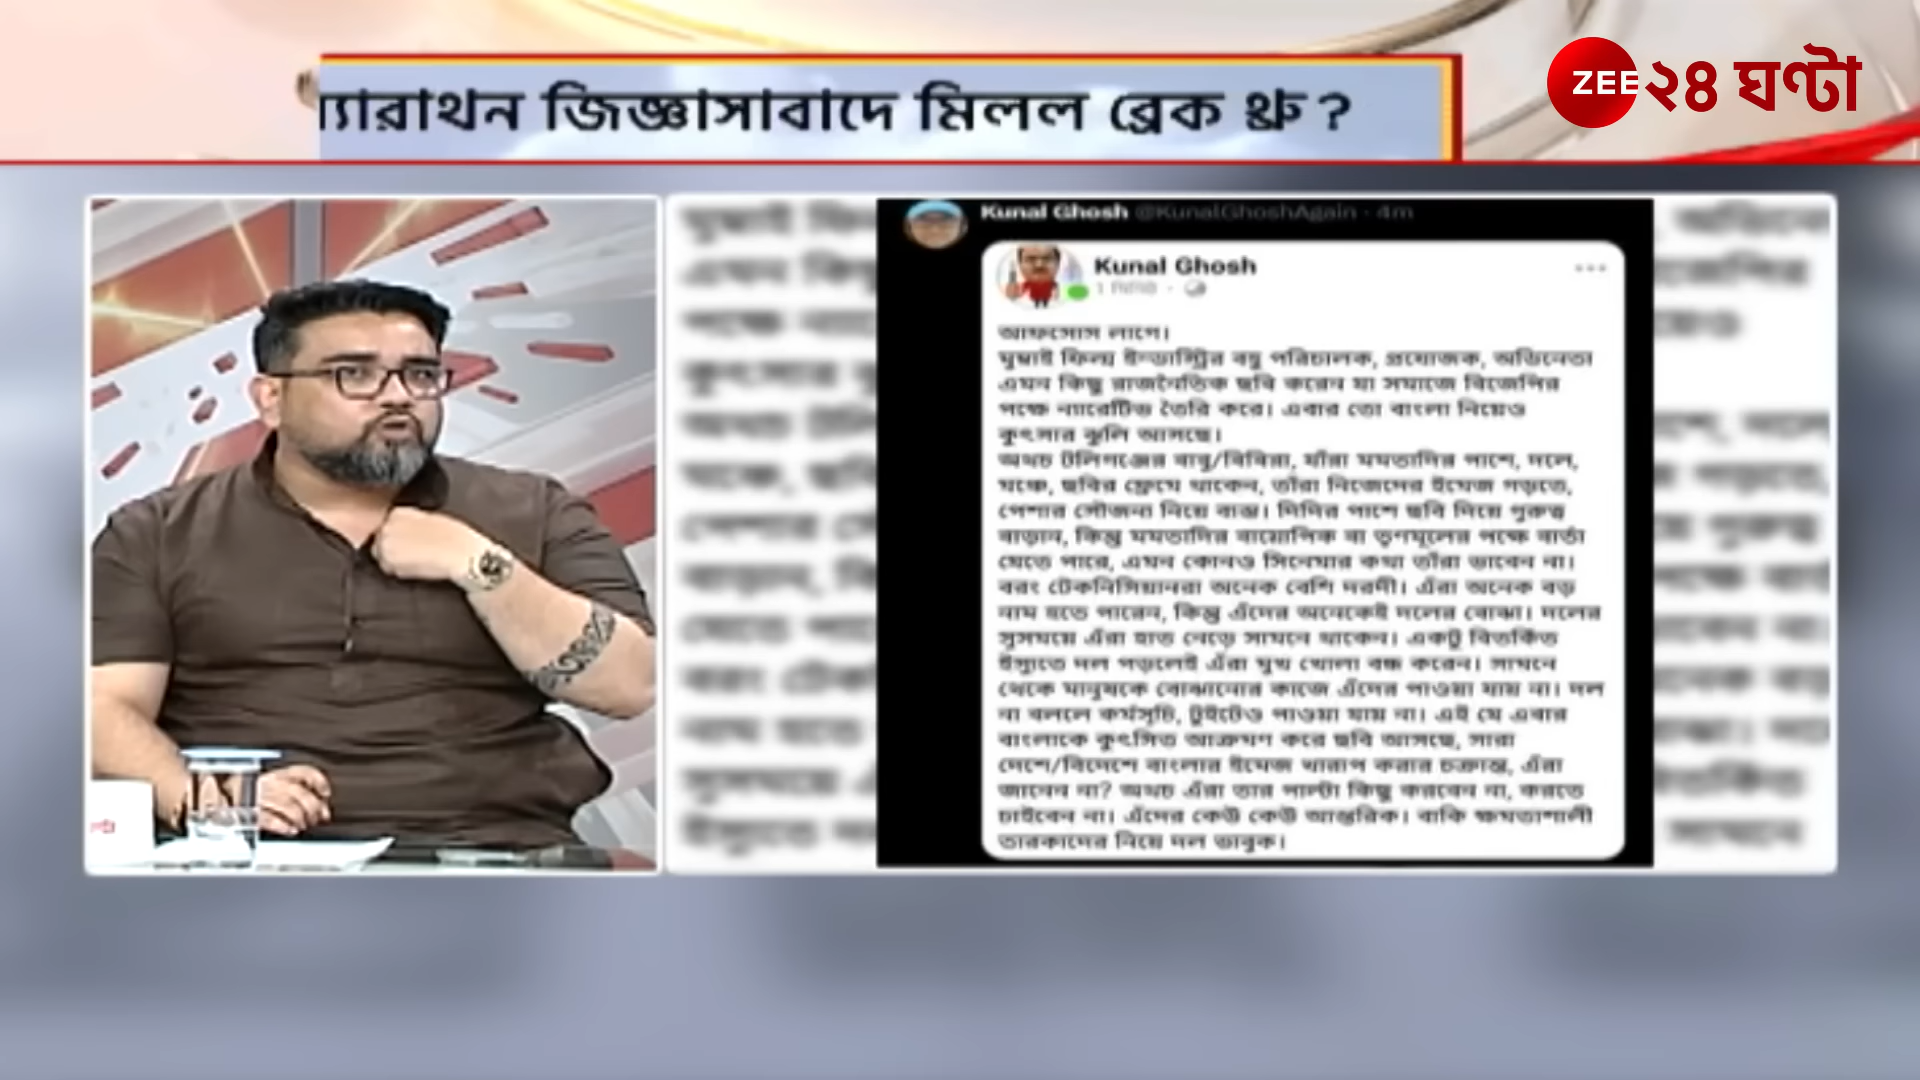 ্যারাথন জিজ্ঞাসাবাদে মিলল ব্রেক থ্রু ?
ZEE ২৪ ঘণ্টা
Kunal Ghosh @KunalGhoshAgain · 4m
Kunal Ghosh
আফসোস লাগে।
মুম্বাই ফিল্ম ইন্ডাস্ট্রির বহু পরিচালক, প্রযোজক, অভিনেতা
এমন কিছু রাজনৈতিক ছবি করেন যা সমাজে বিজেপির
পক্ষে ন্যারেটিভ তৈরি করে। এবার তো বাংলা নিয়েও
কুৎসার ঝুলি আসছে।
অথচ টলিগঞ্জের বাবু/বিবিরা, যাঁরা মমতাদির পাশে, দলে,
মঞ্চে, ছবির ফ্রেমে থাকেন, তাঁরা নিজেদের ইমেজ গড়তে,
পেশার সৌজন্য নিয়ে ব্যস্ত। দিদির পাশে ছবি দিয়ে গুরুত্ব
বাড়ান, কিন্তু মমতাদির বায়োপিক বা তৃণমূলের পক্ষে বার্তা
যেতে পারে, এমন কোনও সিনেমার কথা তাঁরা ভাবেন না।
বরং টেকনিসিয়ানরা অনেক বেশি দরদী। এঁরা অনেক বড়
নাম হতে পারেন, কিন্তু এঁদের অনেকেই দলের বোঝা। দলের
সুসময়ে এঁরা হাত নেড়ে সামনে থাকেন। একটু বিতর্কিত
ইস্যুতে দল পড়লেই এঁরা মুখ খোলা বন্ধ করেন। সামনে
থেকে মানুষকে বোঝানোর কাজে এঁদের পাওয়া যায় না। দল
না বললে কর্মসূচি, টুইটেও পাওয়া যায় না। এই যে এবার
বাংলাকে কুৎসিত আক্রমণ করে ছবি আসছে, সারা
দেশে/বিদেশে বাংলার ইমেজ খারাপ করার চক্রান্ত, এঁরা
জানেন না? অথচ এঁরা তার পাল্টা কিছু করবেন না, করতে
চাইবেন না। এঁদের কেউ কেউ আন্তরিক। বাকি ক্ষমতাশালী
তারকাদের নিয়ে দল ভাবুক।